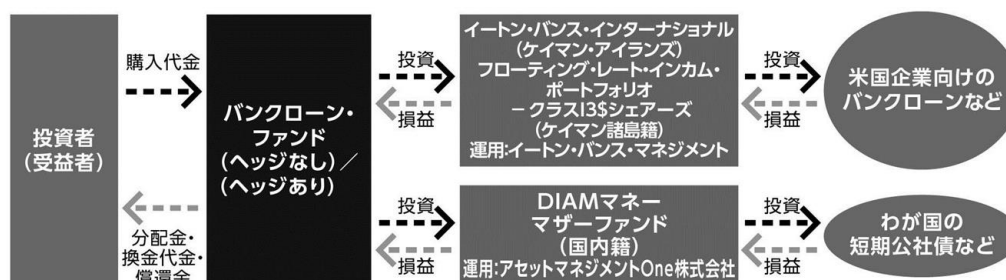 投資者
(受益者)
購入代金
分配金・
換金代金・
償還金
バンクローン・
ファンド
(ヘッジなし)/
(ヘッジあり)
投資
損益
イートン・バンス・インターナショナル
(ケイマン・アイランズ)
フローティング・レート・インカム・
ポートフォリオ
－クラスI3$シェアーズ
(ケイマン諸島籍)
運用:イートン・バンス・マネジメント
投資
損益
米国企業向けの
バンクローンなど
投資
損益
DIAMマネー
マザーファンド
(国内籍)
運用:アセットマネジメントOne株式会社
投資
損益
わが国の
短期公社債など